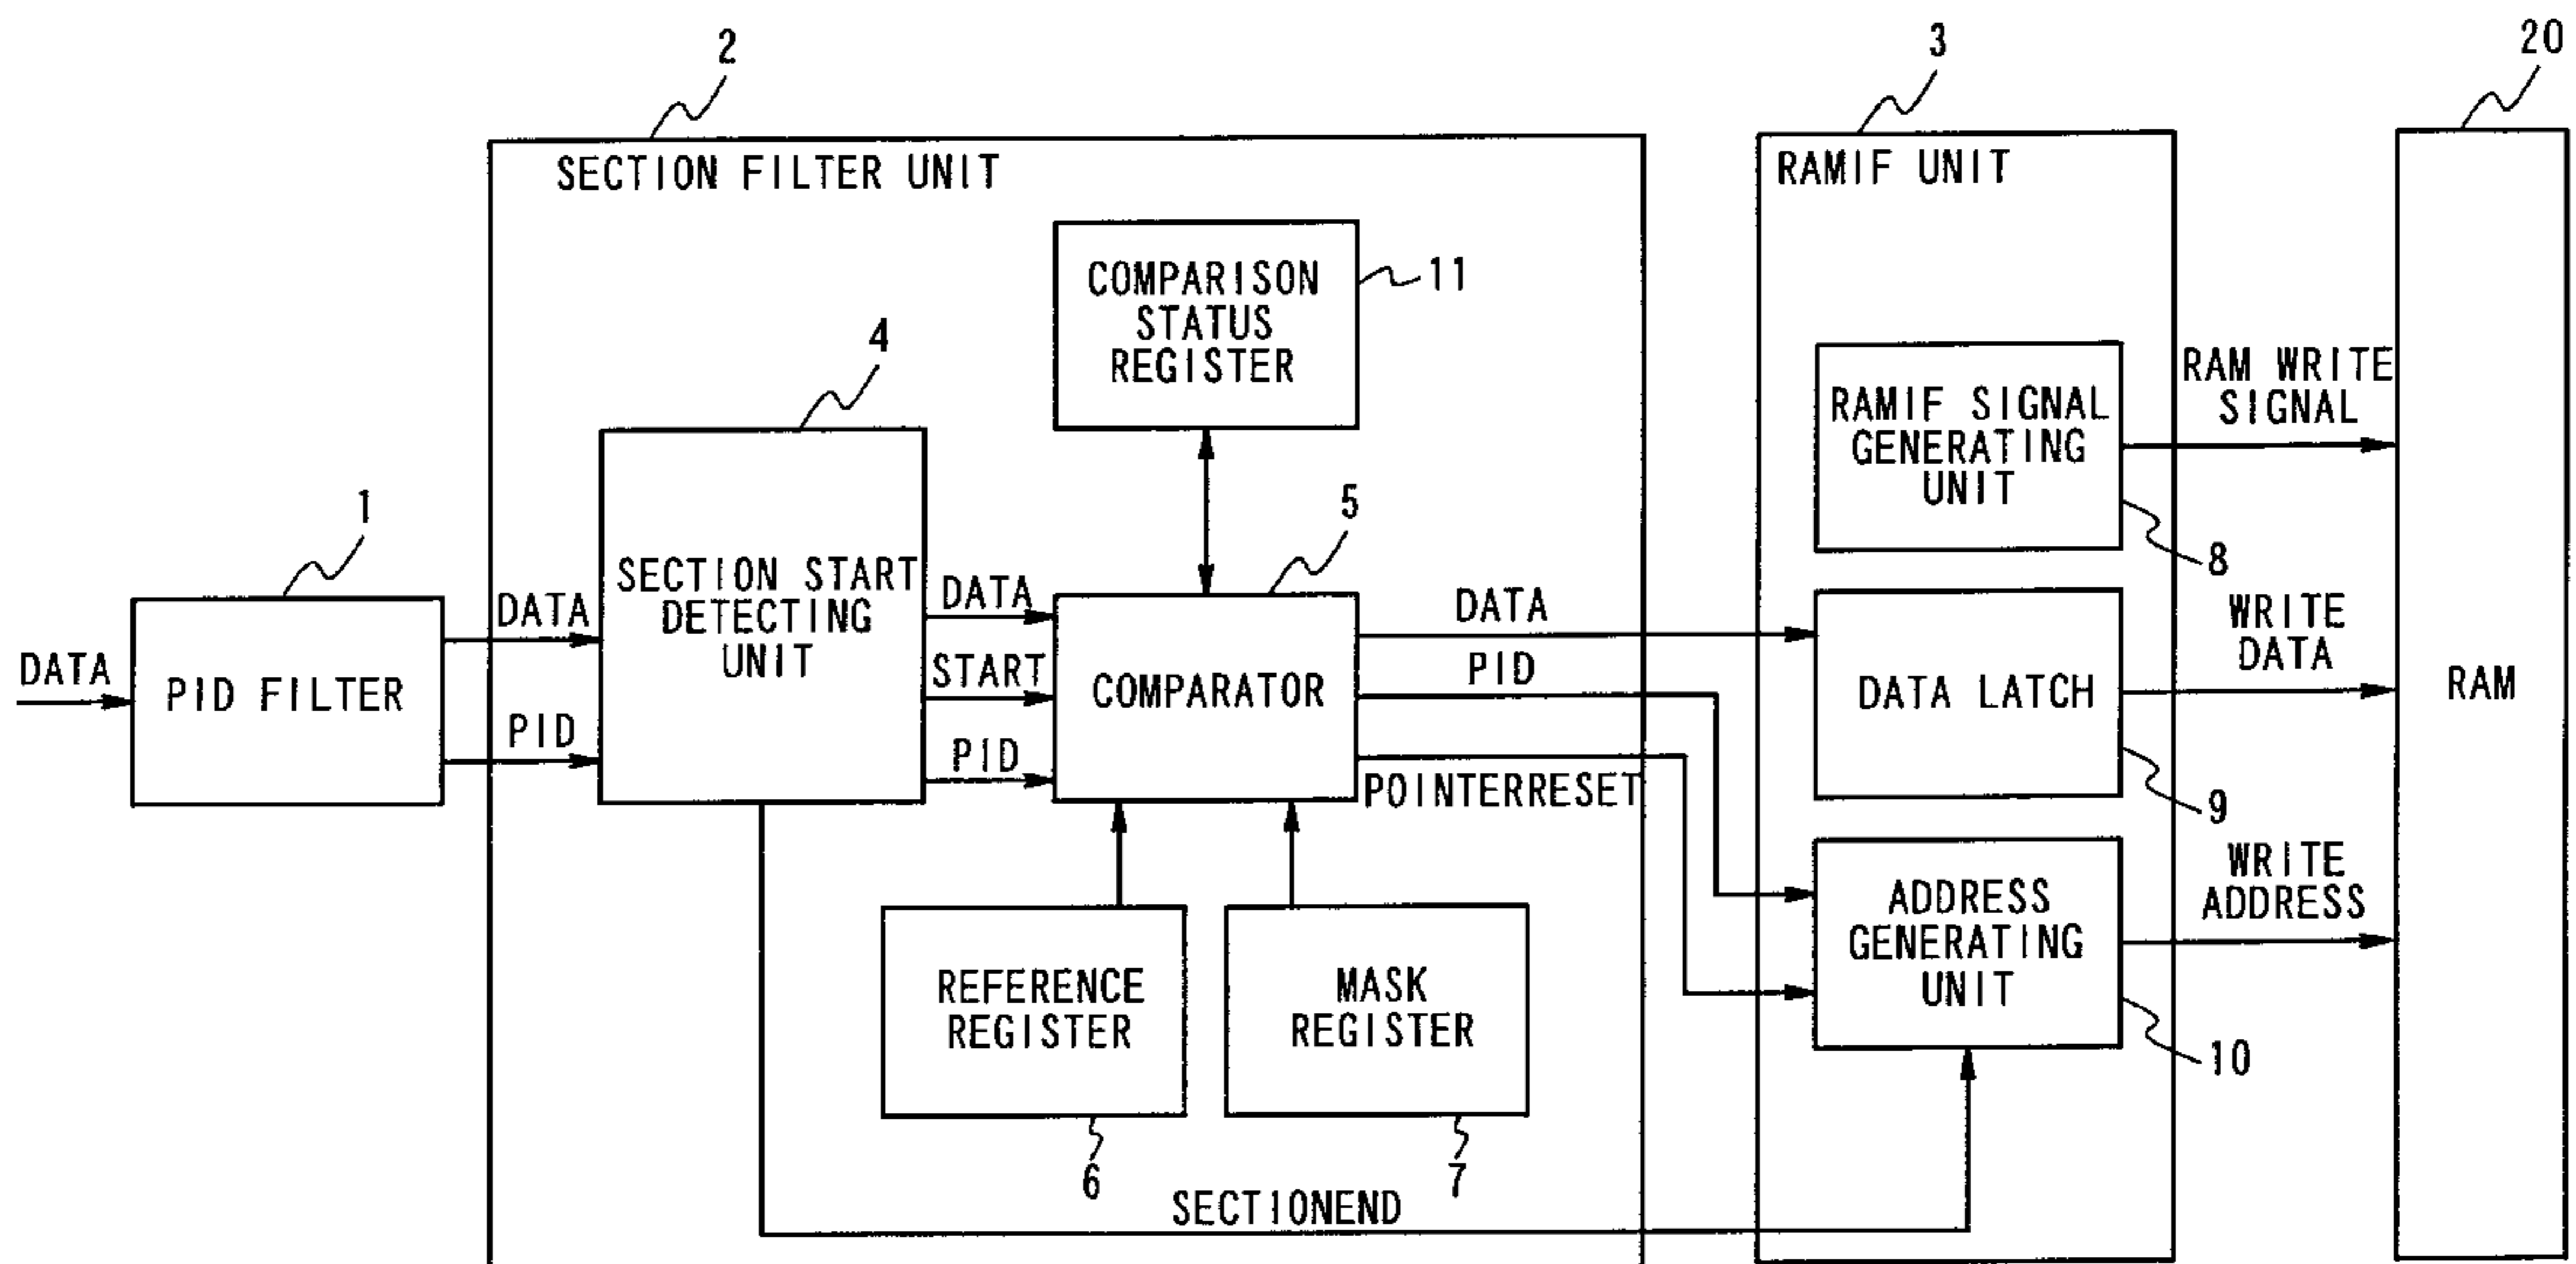 2
3
20
SECTION FILTER UNIT
RAMIF UNIT
COMPARISON
STATUS
REGISTER
11
4
RAMIF SIGNAL
GENERATING
UNIT
8
RAM WRITE
SIGNAL
1
5
SECTION START
DETECTING
UNIT
DATA
PID FILTER
DATA
PID
DATA
START
PID
COMPARATOR
DATA
PID
POINTERRESET
DATA LATCH
9
WRITE
DATA
RAM
REFERENCE
REGISTER
6
MASK
REGISTER
7
ADDRESS
GENERATING
UNIT
10
WRITE
ADDRESS
SECTIONEND